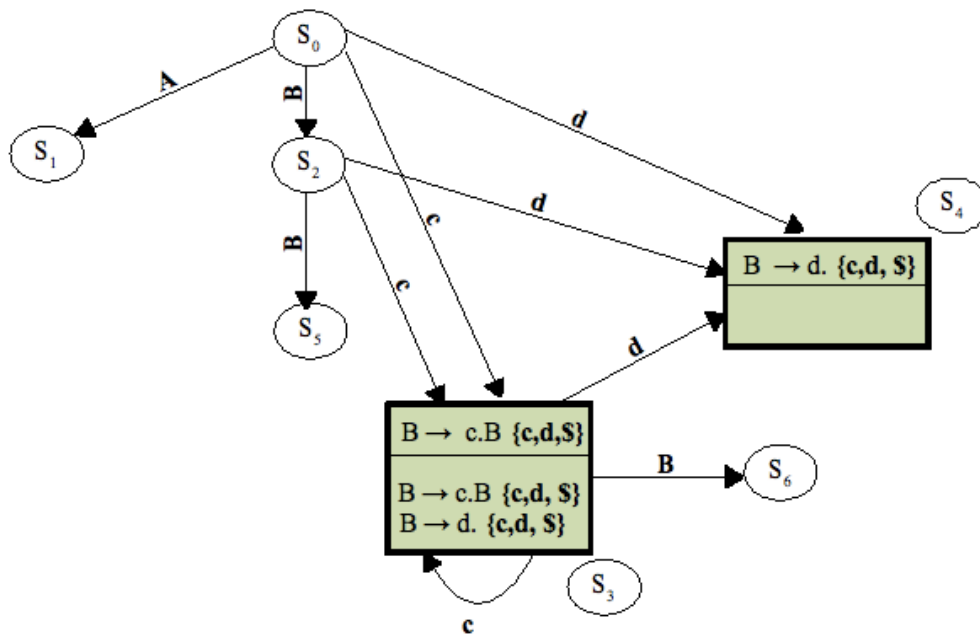 S₀
A
B
d
S₁
S₂
c
d
S₄
B
c
B → d. {c,d, $}
S₅
d
B → c.B {c,d,$}
B
S₆
B → c.B {c,d, $}
B → d. {c,d, $}
S₃
c